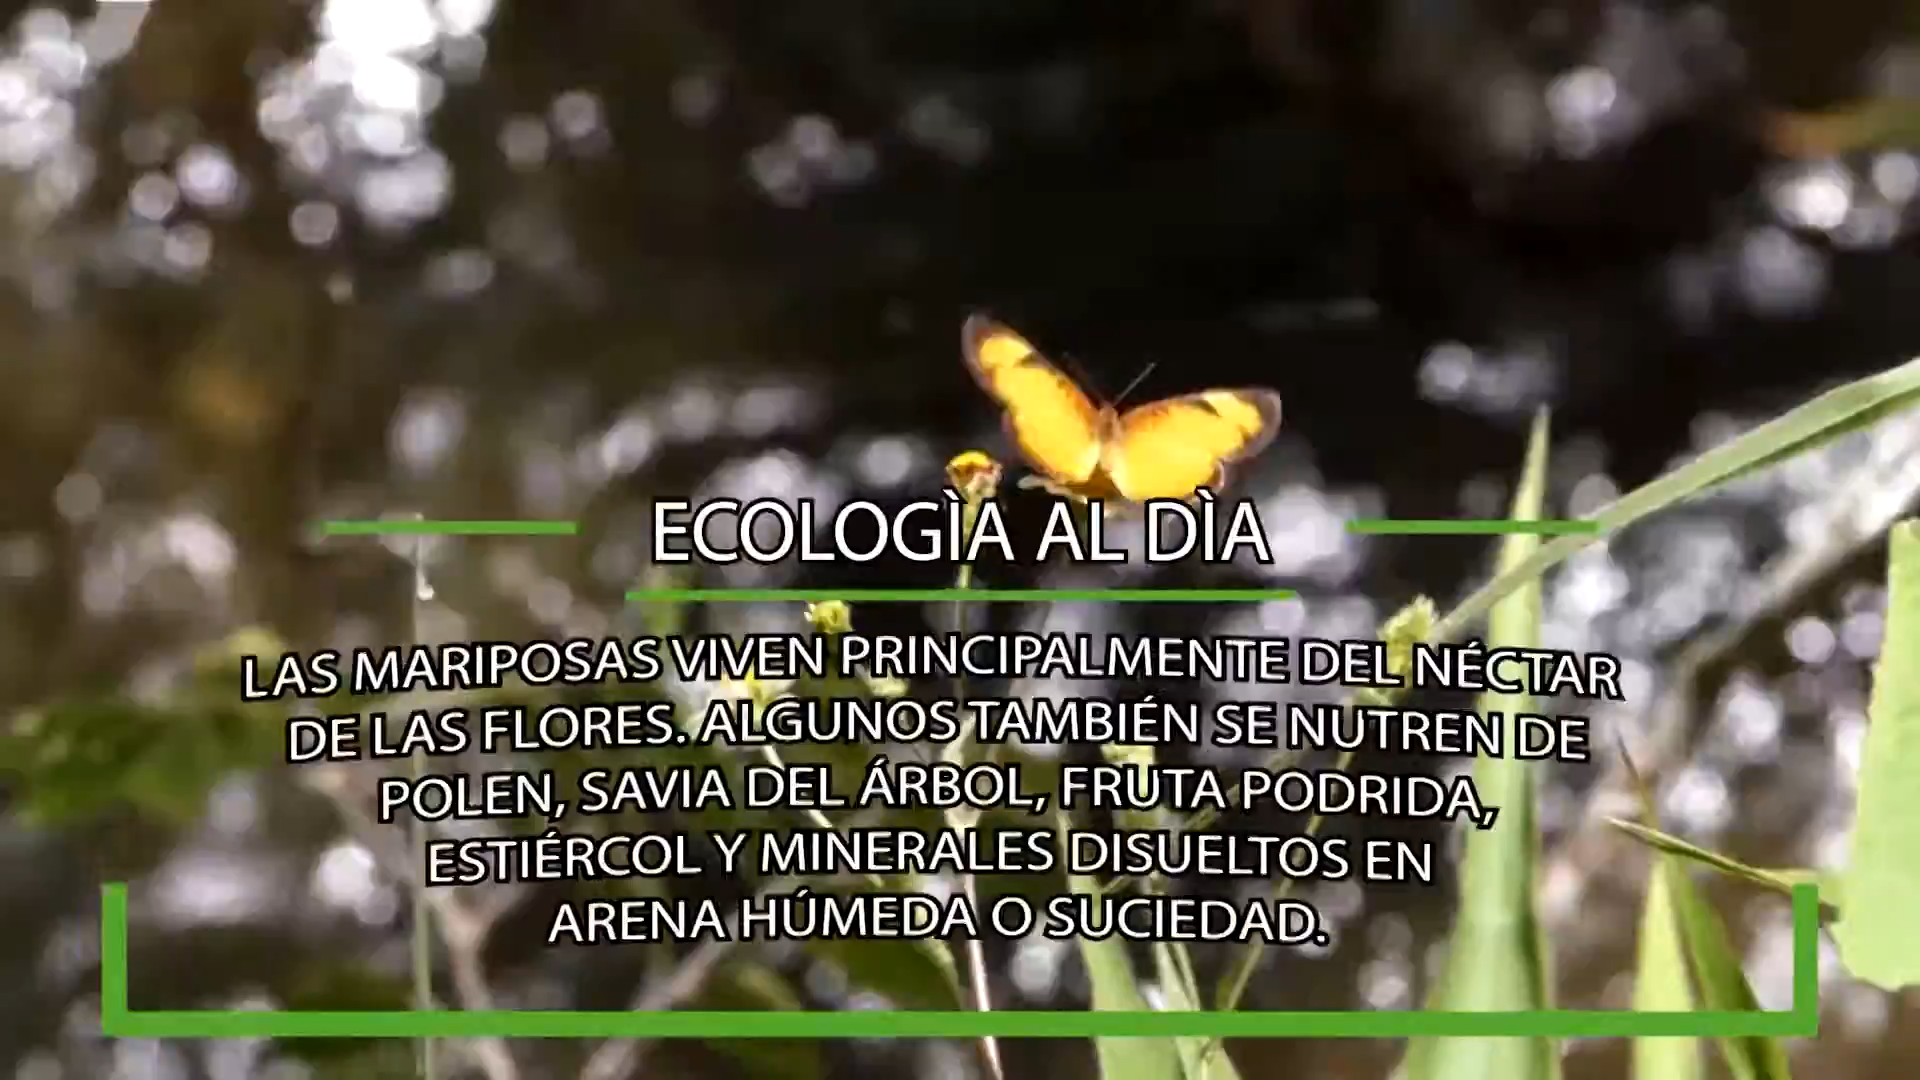 ECOLOGÌA AL DÌA
LAS MARIPOSAS VIVEN PRINCIPALMENTE DEL NÉCTAR
DE LAS FLORES. ALGUNOS TAMBIÉN SE NUTREN DE
POLEN, SAVIA DEL ÁRBOL, FRUTA PODRIDA,
ESTIÉRCOL Y MINERALES DISUELTOS EN
ARENA HÚMEDA O SUCIEDAD.